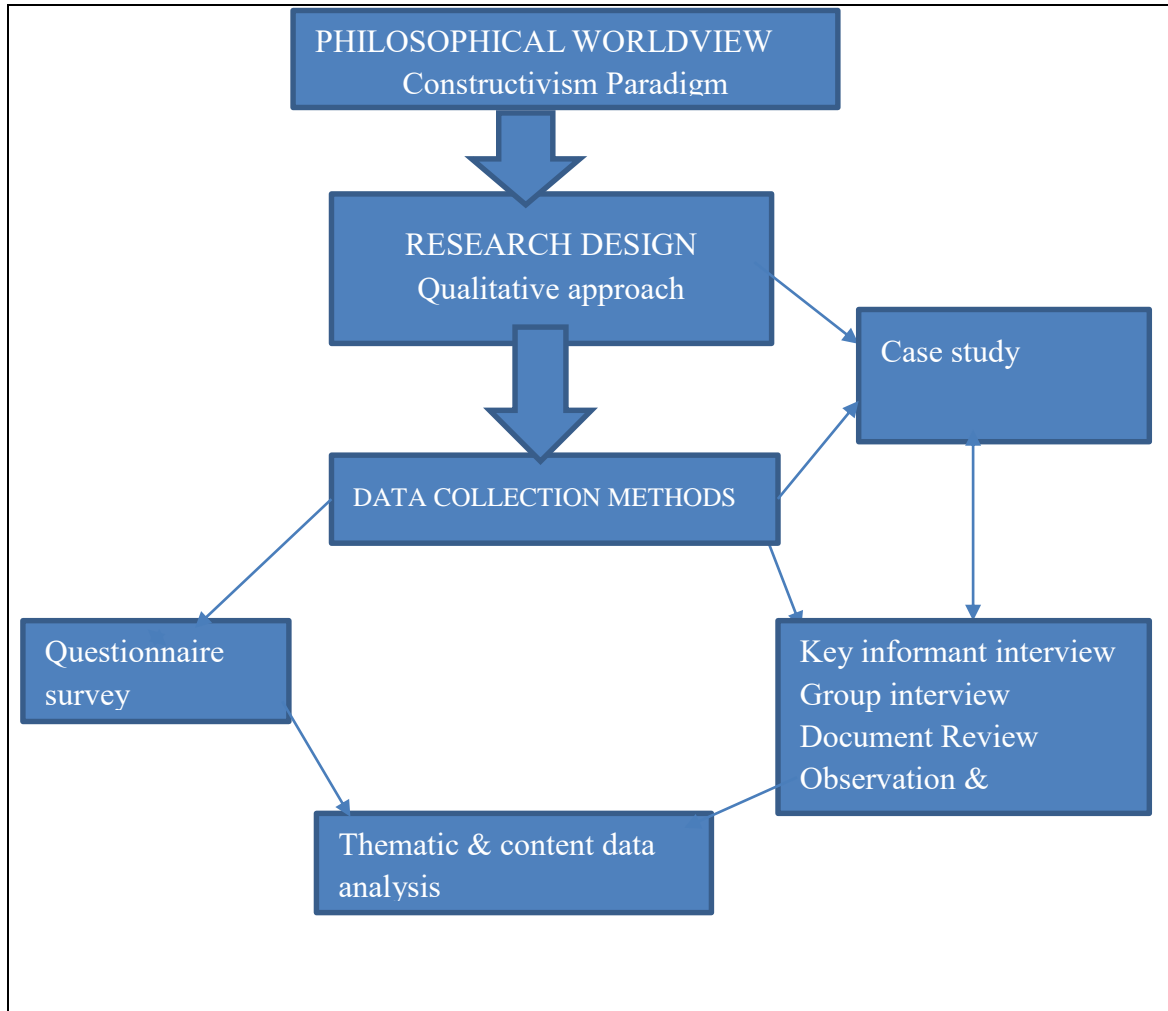 PHILOSOPHICAL WORLDVIEW
Constructivism Paradigm
RESEARCH DESIGN
Qualitative approach
Case study
DATA COLLECTION METHODS
Questionnaire
survey
Key informant interview
Group interview
Document Review
Observation &
Thematic & content data
analysis